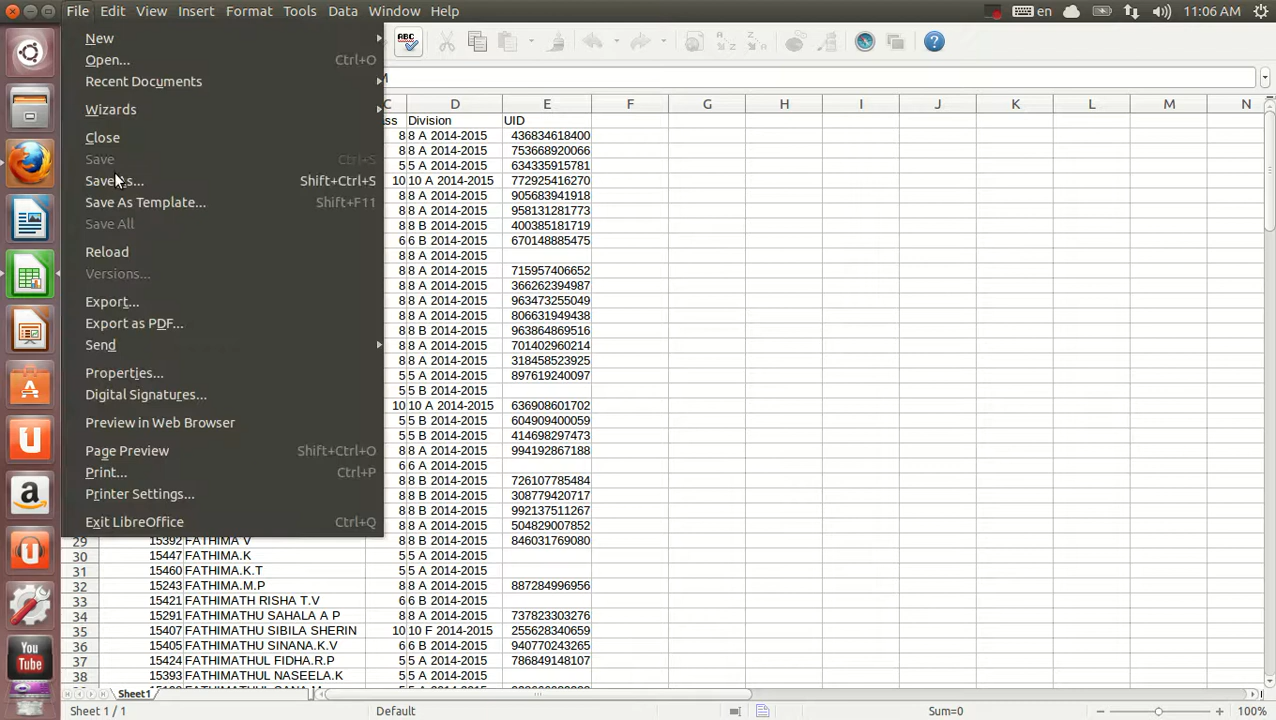 File Edit View Insert Format Tools Data Window Help en 11:06 AM
New
Open... Ctrl+O
Recent Documents
Wizards
Close
Save Ctrl+S
Save As... Shift+Ctrl+S
Save As Template... Shift+F11
Save All
Reload
Versions...
Export...
Export as PDF...
Send
Properties...
Digital Signatures...
Preview in Web Browser
Page Preview Shift+Ctrl+O
Print... Ctrl+P
Printer Settings...
Exit LibreOffice Ctrl+Q
M
C D E F G H I J K L M N
ass Division UID
8 8 A 2014-2015 436834618400
8 8 A 2014-2015 753668920066
5 5 A 2014-2015 634335915781
10 10 A 2014-2015 772925416270
8 8 A 2014-2015 905683941918
8 8 A 2014-2015 958131281773
8 8 B 2014-2015 400385181719
6 6 B 2014-2015 670148885475
8 8 A 2014-2015
8 8 A 2014-2015 715957406652
8 8 A 2014-2015 366262394987
8 8 A 2014-2015 963473255049
8 8 A 2014-2015 806631949438
8 8 B 2014-2015 963864869516
8 8 B 2014-2015 701402960214
8 8 A 2014-2015 318458523925
5 5 A 2014-2015 897619240097
5 5 B 2014-2015
10 10 A 2014-2015 636908601702
5 5 B 2014-2015 604909400059
5 5 B 2014-2015 414698297473
8 8 A 2014-2015 994192867188
6 6 A 2014-2015
8 8 B 2014-2015 726107785484
8 8 B 2014-2015 308779420717
8 8 B 2014-2015 992137511267
8 8 A 2014-2015 504829007852
29 15392 FATHIMA V 8 8 B 2014-2015 846031769080
30 15447 FATHIMA.K 5 5 A 2014-2015
31 15460 FATHIMA.K.T 5 5 A 2014-2015
32 15243 FATHIMA.M.P 8 8 A 2014-2015 887284996956
33 15421 FATHIMATH RISHA T.V 6 6 B 2014-2015
34 15291 FATHIMATHU SAHALA A P 8 8 A 2014-2015 737823303276
35 15407 FATHIMATHU SIBILA SHERIN 10 10 F 2014-2015 255628340659
36 15405 FATHIMATHU SINANA.K.V 6 6 B 2014-2015 940770243265
37 15424 FATHIMATHUL FIDHA.R.P 5 5 A 2014-2015 786849148107
38 15393 FATHIMATHUL NASEELA.K 5 5 A 2014-2015
Sheet1
Sheet 1 / 1 Default Sum=0 100%
You
Tube